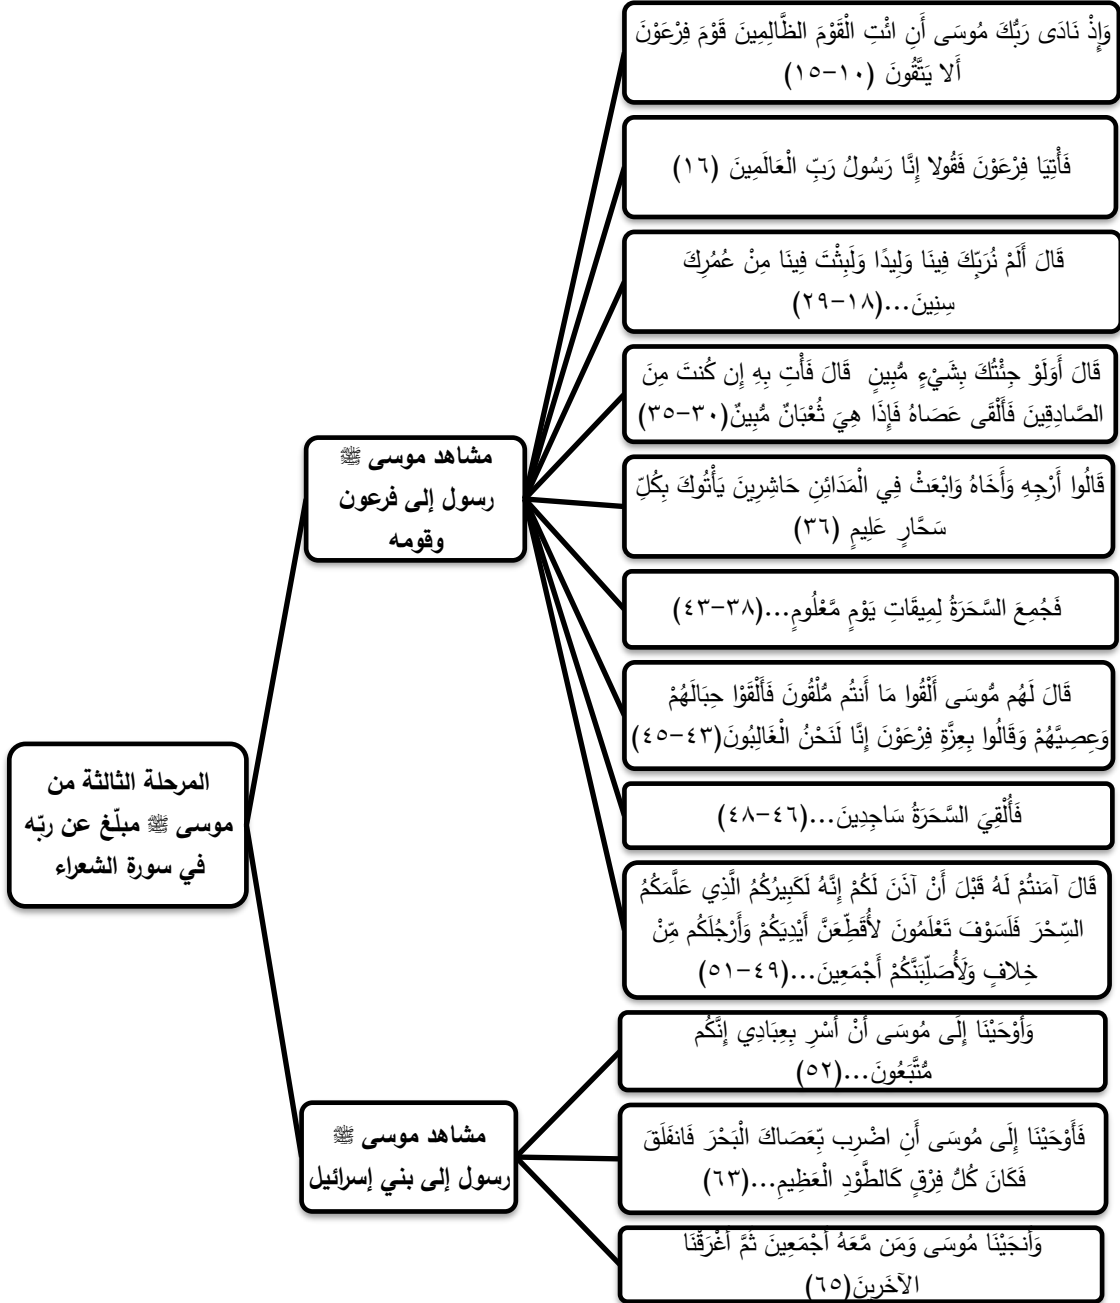 المرحلة الثالثة من
موسى ﷺ مبلّغ عن ربّه
في سورة الشعراء
مشاهد موسى ﷺ
رسول إلى فرعون
وقومه
وَإِذْ نَادَى رَبُّكَ مُوسَى أَنِ ائْتِ الْقَوْمَ الظَّالِمِينَ قَوْمَ فِرْعَوْنَ
أَلا يَتَّقُونَ (١٠-١٥)
فَأْتِيَا فِرْعَوْنَ فَقُولا إِنَّا رَسُولُ رَبِّ الْعَالَمِينَ (١٦)
قَالَ أَلَمْ نُرَبِّكَ فِينَا وَلِيدًا وَلَبِثْتَ فِينَا مِنْ عُمُرِكَ
سِنِينَ...(١٨-٢٩)
قَالَ أَوَلَوْ جِئْتُكَ بِشَيْءٍ مُّبِينٍ قَالَ فَأْتِ بِهِ إِن كُنتَ مِنَ
الصَّادِقِينَ فَأَلْقَى عَصَاهُ فَإِذَا هِيَ ثُعْبَانٌ مُّبِينٌ(٣٠-٣٥)
قَالُوا أَرْجِهِ وَأَخَاهُ وَابْعَثْ فِي الْمَدَائِنِ حَاشِرِينَ يَأْتُوكَ بِكُلِّ
سَحَّارٍ عَلِيمٍ (٣٦)
فَجُمِعَ السَّحَرَةُ لِمِيقَاتِ يَوْمٍ مَّعْلُومٍ...(٣٨-٤٣)
قَالَ لَهُم مُّوسَى أَلْقُوا مَا أَنتُم مُّلْقُونَ فَأَلْقَوْا حِبَالَهُمْ
وَعِصِيَّهُمْ وَقَالُوا بِعِزَّةِ فِرْعَوْنَ إِنَّا لَنَحْنُ الْغَالِبُونَ(٤٣-٤٥)
فَأُلْقِيَ السَّحَرَةُ سَاجِدِينَ...(٤٦-٤٨)
قَالَ آمَنتُمْ لَهُ قَبْلَ أَنْ آذَنَ لَكُمْ إِنَّهُ لَكَبِيرُكُمُ الَّذِي عَلَّمَكُمُ
السِّحْرَ فَلَسَوْفَ تَعْلَمُونَ لأُقَطِّعَنَّ أَيْدِيَكُمْ وَأَرْجُلَكُم مِّنْ
خِلافٍ وَلَأُصَلِّبَنَّكُمْ أَجْمَعِينَ...(٤٩-٥١)
مشاهد موسى ﷺ
رسول إلى بني إسرائيل
وَأَوْحَيْنَا إِلَى مُوسَى أَنْ أَسْرِ بِعِبَادِي إِنَّكُم
مُّتَّبَعُونَ...(٥٢)
فَأَوْحَيْنَا إِلَى مُوسَى أَنِ اضْرِب بِّعَصَاكَ الْبَحْرَ فَانفَلَقَ
فَكَانَ كُلُّ فِرْقٍ كَالطَّوْدِ الْعَظِيمِ...(٦٣)
وَأَنجَيْنَا مُوسَى وَمَن مَّعَهُ أَجْمَعِينَ ثُمَّ أَغْرَقْنَا
الآخَرِينَ(٦٥)